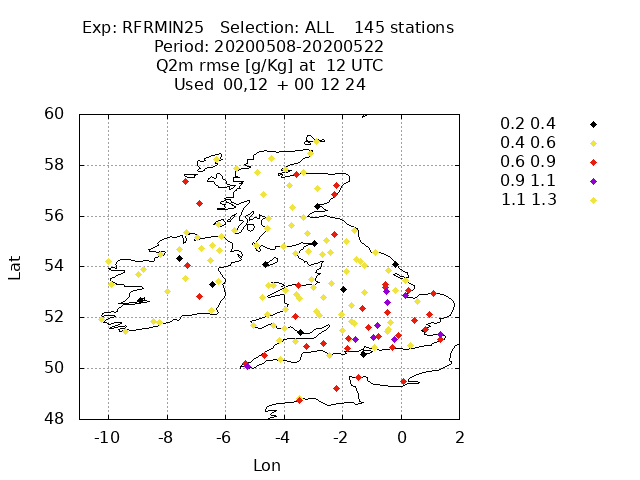 Exp: RFRMIN25 Selection: ALL 145 stations
Period: 20200508-20200522
Q2m rmse [g/Kg] at 12 UTC
Used 00,12 + 00 12 24
60
58
56
54
52
50
48
Lat
-10 -8 -6 -4 -2 0 2
Lon
0.2 0.4
0.4 0.6
0.6 0.9
0.9 1.1
1.1 1.3